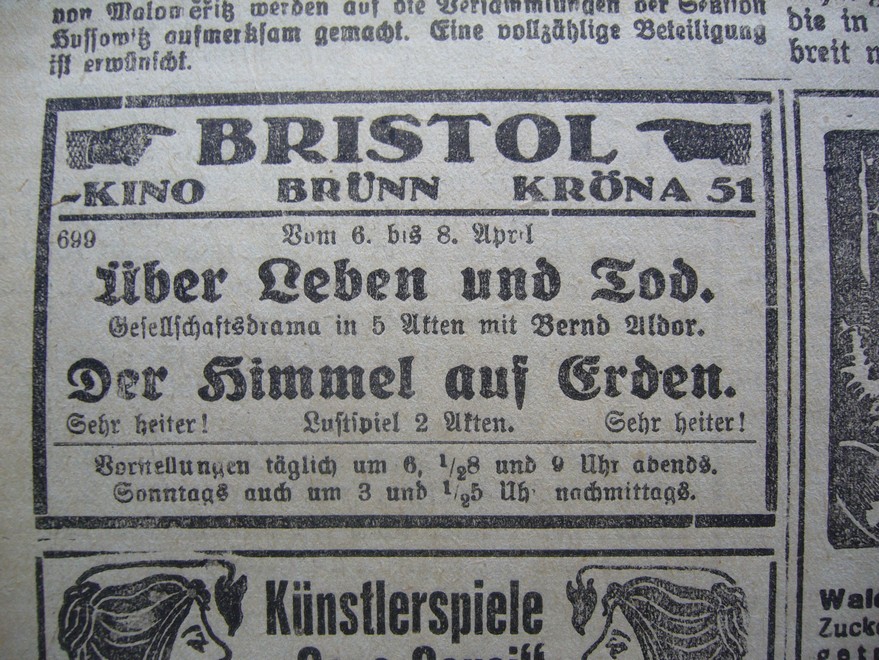 von Malomeřitz werden auf die Versammlungen der Sektion
Hussowitz aufmerksam gemacht. Eine vollzählige Beteiligung
ist erwünscht.
die in
breit
BRISTOL
-KINO BRÜNN KRÖNA 51
699 Vom 6. bis 8. April
Über Leben und Tod.
Gesellschaftsdrama in 5 Akten mit Bernd Aldor.
Der Himmel auf Erden.
Sehr heiter! Lustspiel 2 Akten. Sehr heiter!
Vorstellungen täglich um 6, 1/28 und 9 Uhr abends.
Sonntags auch um 3 und 1/25 Uhr nachmittags.
Künstlerspiele